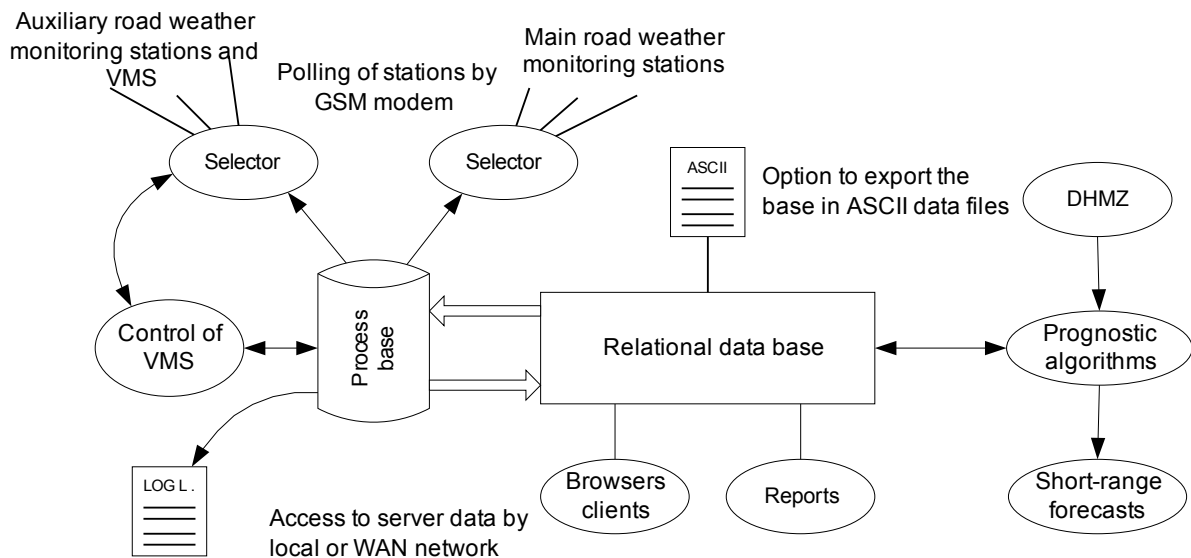 Auxiliary road weather
monitoring stations and
VMS
Polling of stations by
GSM modem
Main road weather
monitoring stations
Selector
Selector
ASCII
Option to export the
base in ASCII data files
DHMZ
Control of
VMS
Process
base
Relational data base
Prognostic
algorithms
LOG L .
Access to server data by
local or WAN network
Browsers
clients
Reports
Short-range
forecasts